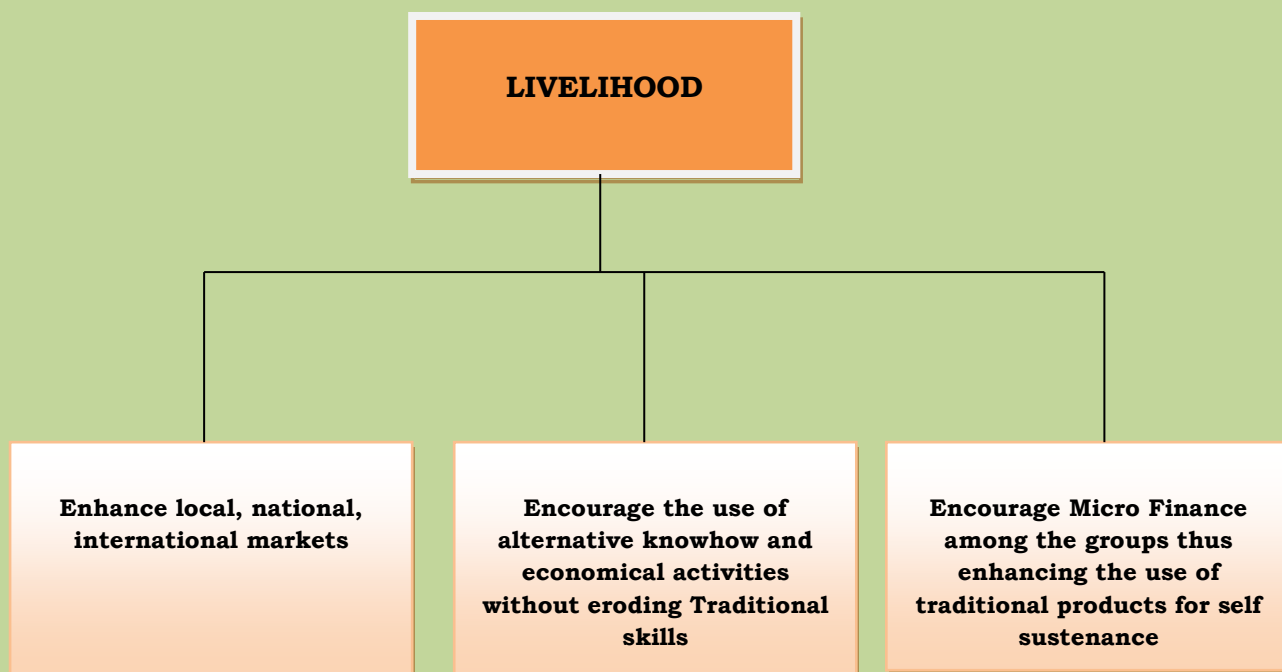 LIVELIHOOD
Enhance local, national,
international markets
Encourage the use of
alternative knowhow and
economical activities
without eroding Traditional
skills
Encourage Micro Finance
among the groups thus
enhancing the use of
traditional products for self
sustenance